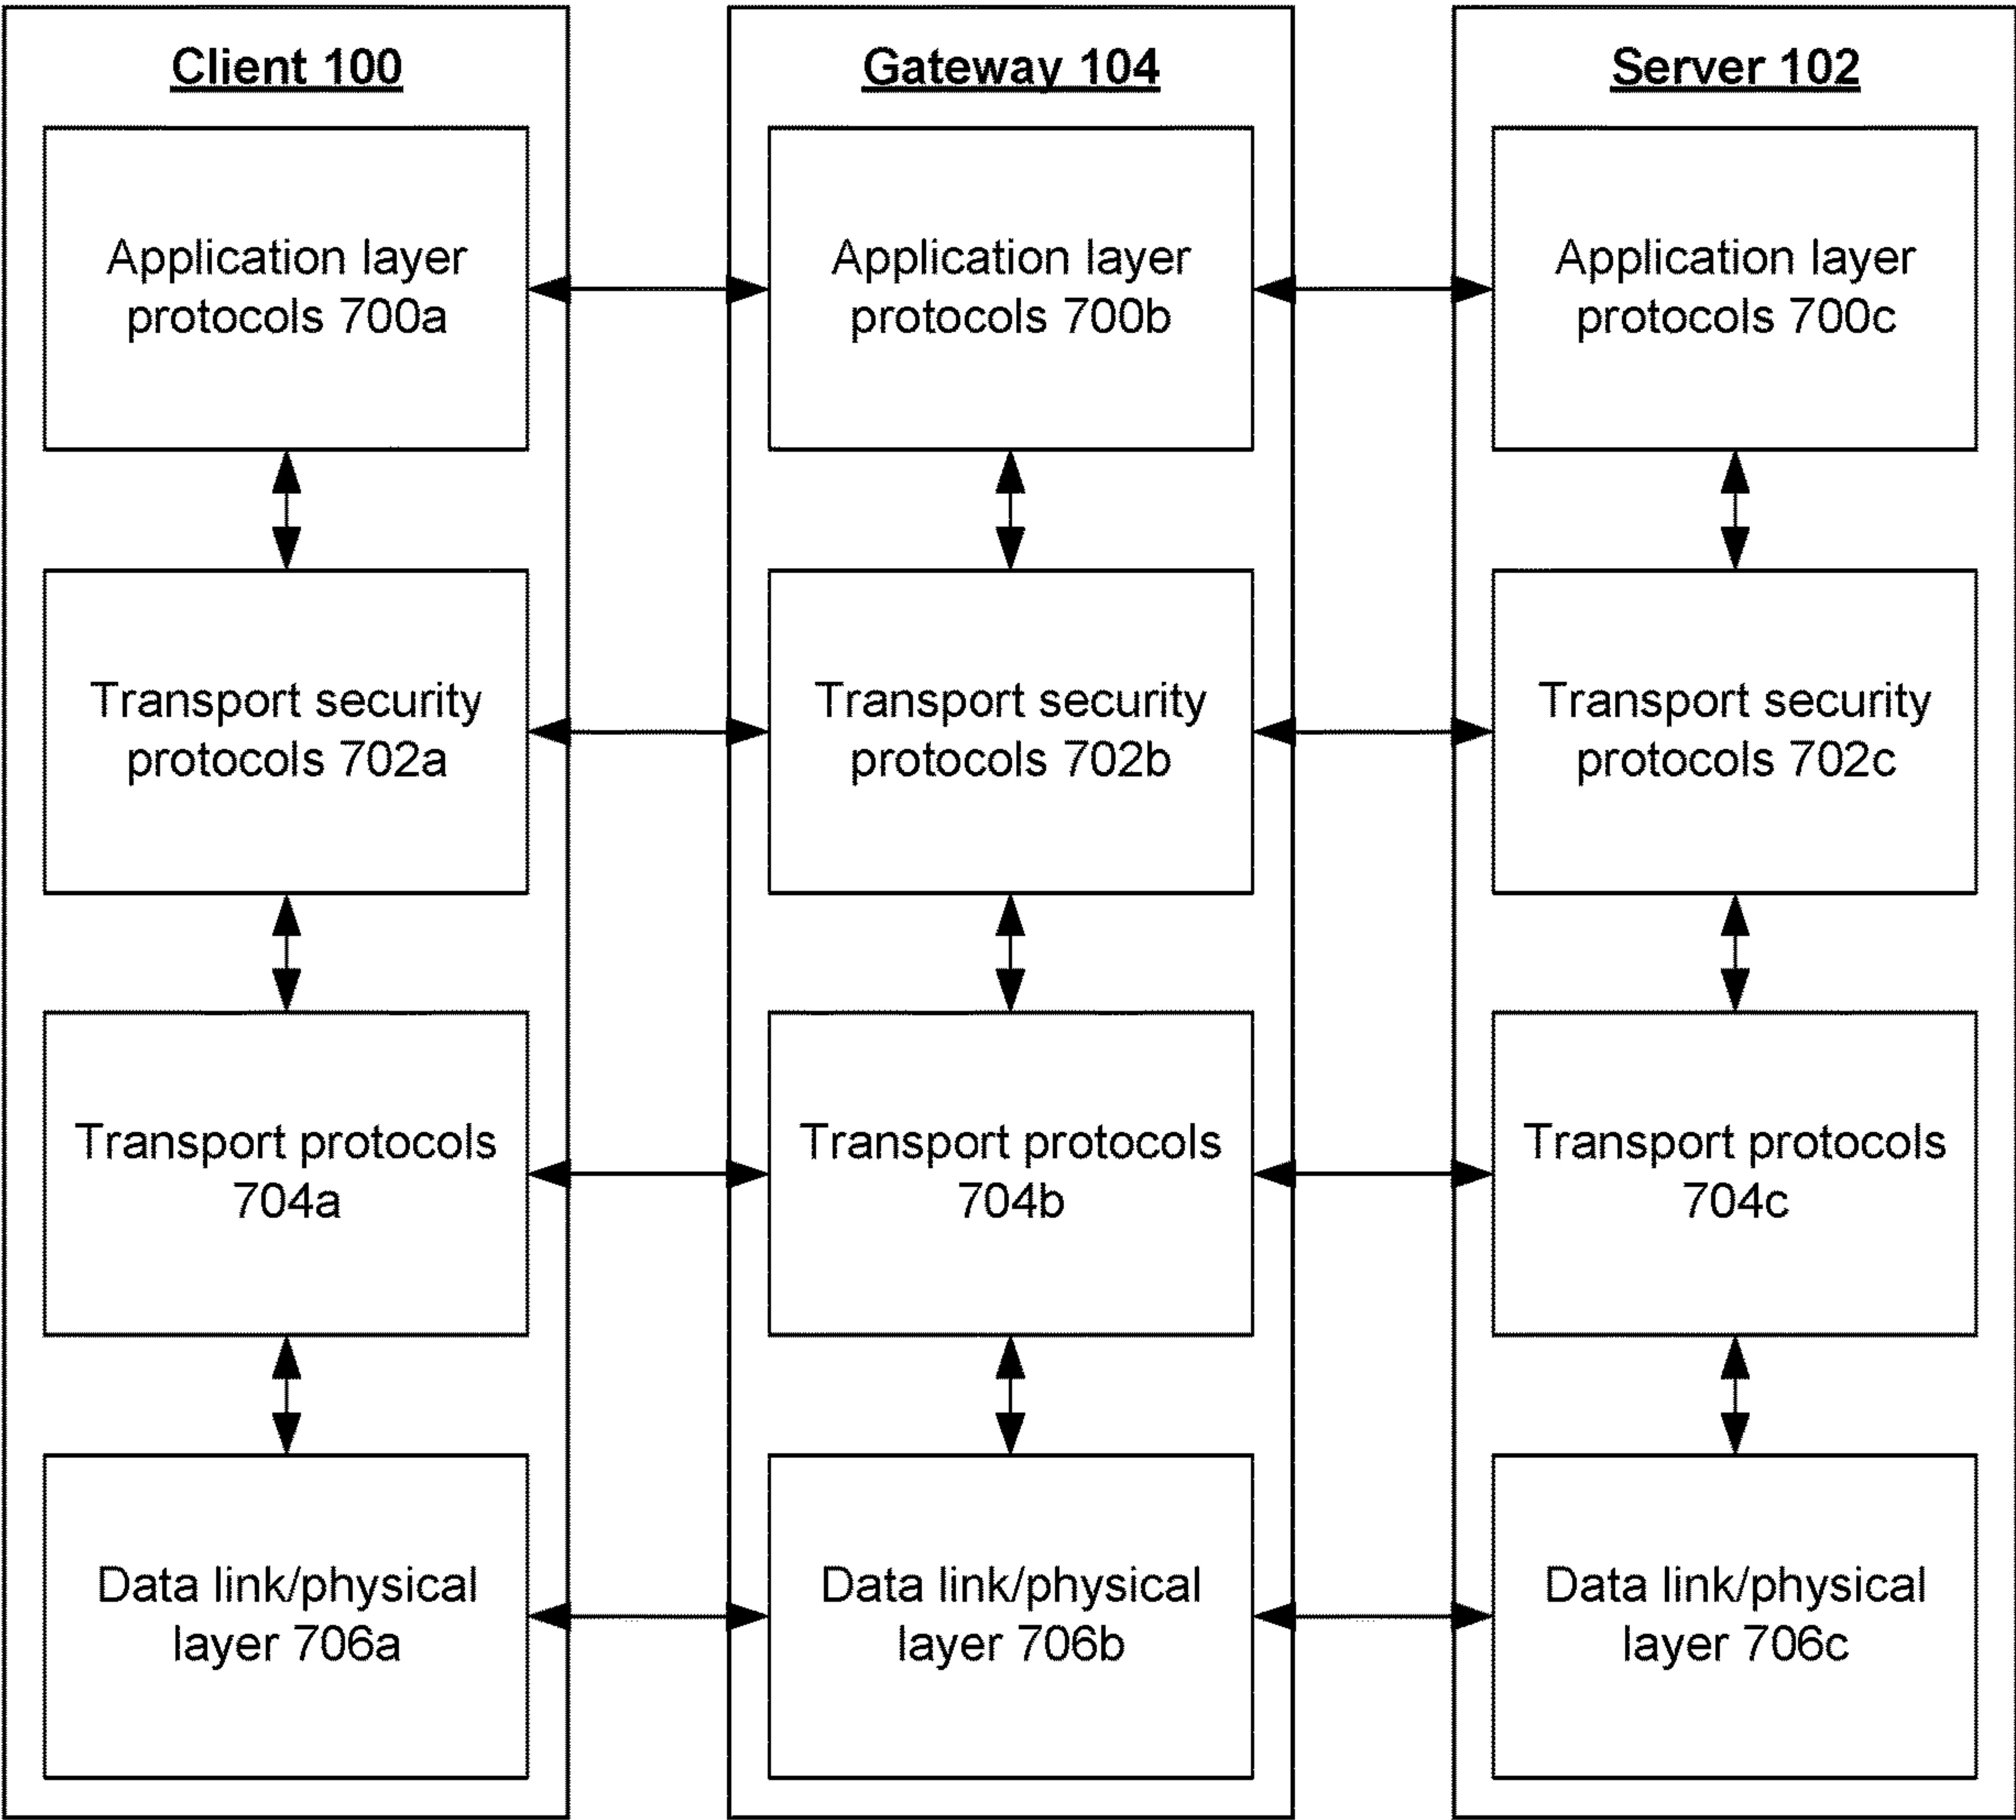 Client 100
Application layer
protocols 700a
Transport security
protocols 702a
Transport protocols
704a
Data link/physical
layer 706a
Gateway 104
Application layer
protocols 700b
Transport security
protocols 702b
Transport protocols
704b
Data link/physical
layer 706b
Server 102
Application layer
protocols 700c
Transport security
protocols 702c
Transport protocols
704c
Data link/physical
layer 706c